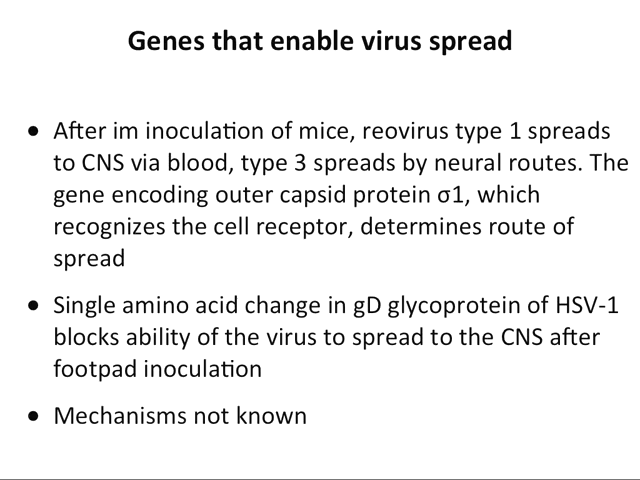 Genes that enable virus spread
• After im inoculation of mice, reovirus type 1 spreads
to CNS via blood, type 3 spreads by neural routes. The
gene encoding outer capsid protein σ1, which
recognizes the cell receptor, determines route of
spread
• Single amino acid change in gD glycoprotein of HSV-1
blocks ability of the virus to spread to the CNS after
footpad inoculation
• Mechanisms not known